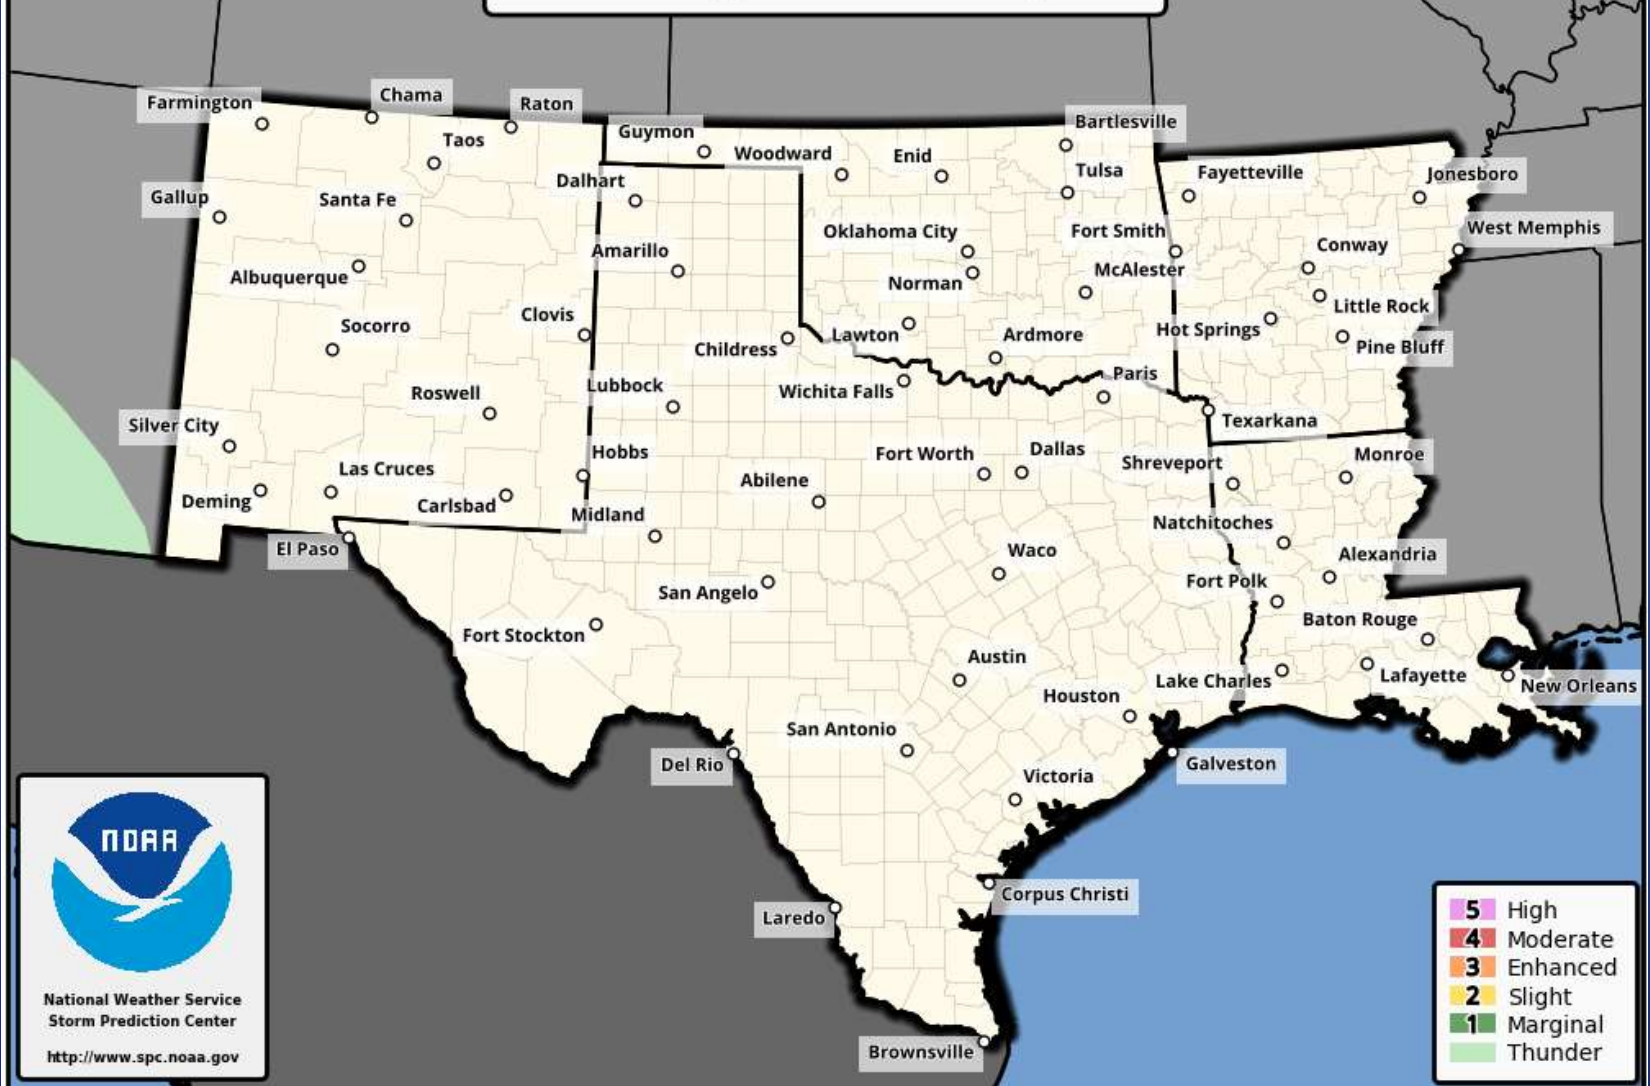 Farmington
Chama
Raton
Taos
Guymon
Woodward
Enid
Bartlesville
Tulsa
Fayetteville
Jonesboro
Gallup
Santa Fe
Dalhart
Oklahoma City
Fort Smith
West Memphis
Conway
Albuquerque
Amarillo
Norman
McAlester
Little Rock
Socorro
Clovis
Childress
Lawton
Ardmore
Hot Springs
Pine Bluff
Roswell
Lubbock
Wichita Falls
Paris
Silver City
Texarkana
Las Cruces
Hobbs
Abilene
Fort Worth
Dallas
Shreveport
Monroe
Deming
Carlsbad
Midland
Natchitoches
El Paso
Waco
Alexandria
San Angelo
Fort Polk
Fort Stockton
Baton Rouge
Austin
Lake Charles
Lafayette
New Orleans
Houston
San Antonio
Del Rio
Galveston
Victoria
Laredo
Corpus Christi
Brownsville
NOAA
National Weather Service
Storm Prediction Center
http://www.spc.noaa.gov
5 High
4 Moderate
3 Enhanced
2 Slight
1 Marginal
Thunder